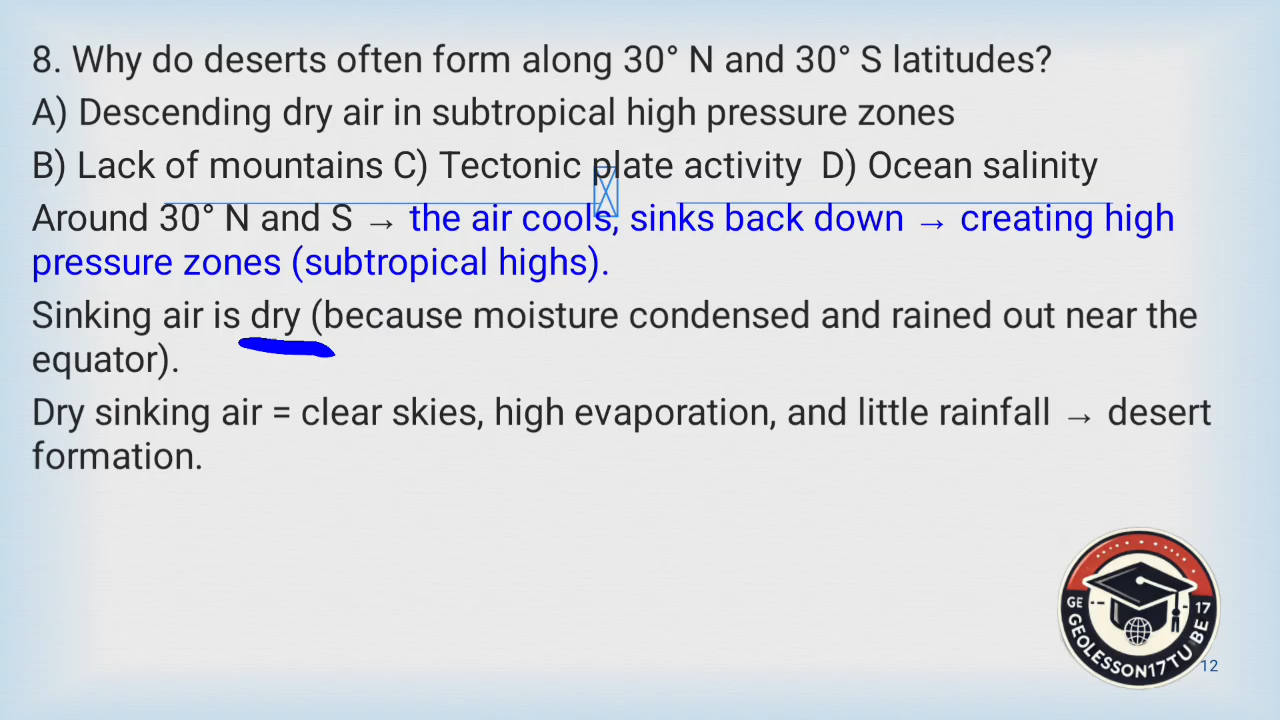 8. Why do deserts often form along 30° N and 30° S latitudes?
A) Descending dry air in subtropical high pressure zones
B) Lack of mountains C) Tectonic plate activity  D) Ocean salinity
Around 30° N and S → the air cools, sinks back down → creating high
pressure zones (subtropical highs).
Sinking air is dry (because moisture condensed and rained out near the
equator).
Dry sinking air = clear skies, high evaporation, and little rainfall → desert
formation.
GE 17
GEOLESSON17TU BE
12